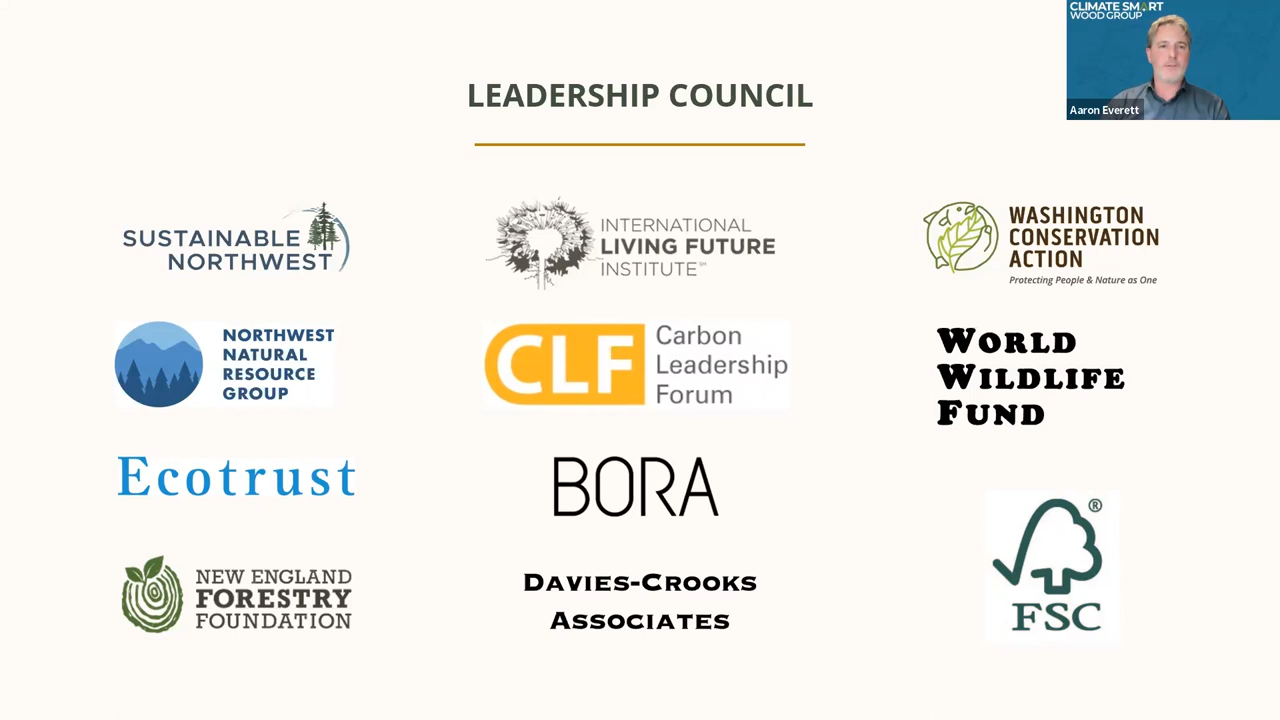 CLIMATE SMART
WOOD GROUP
Aaron Everett
LEADERSHIP COUNCIL
SUSTAINABLE
NORTHWEST
INTERNATIONAL
LIVING FUTURE
INSTITUTE℠
WASHINGTON
CONSERVATION
ACTION
Protecting People & Nature as One
NORTHWEST
NATURAL
RESOURCE
GROUP
CLF
Carbon
Leadership
Forum
WORLD
WILDLIFE
FUND
Ecotrust
BORA
®
FSC
NEW ENGLAND
FORESTRY
FOUNDATION
DAVIES-CROOKS
ASSOCIATES